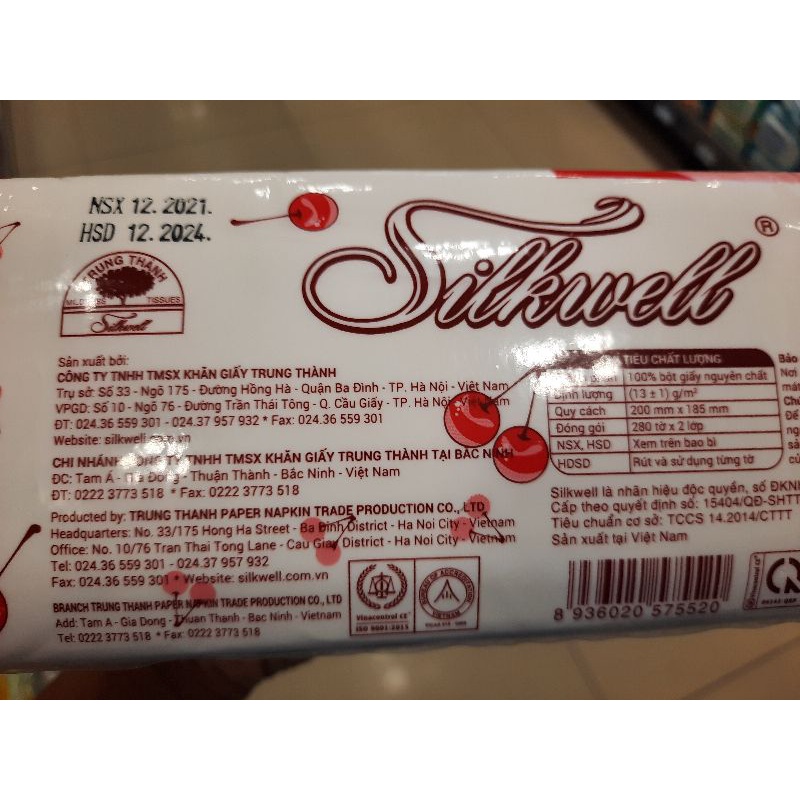 NSX 12. 2021.
HSD 12. 2024.
TRUNG THANH
TISSUES
Silkwell
Silkwell®
Sản xuất bởi:
CÔNG TY TNHH TMSX KHĂN GIẤY TRUNG THÀNH
Trụ sở: Số 33 - Ngõ 175 - Đường Hồng Hà - Quận Ba Đình - TP. Hà Nội - Việt Nam
VPGD: Số 10 - Ngõ 76 - Đường Trần Thái Tông - Q. Cầu Giấy - TP. Hà Nội - Việt Nam
ĐT: 024.36 559 301 - 024.37 957 932 * Fax: 024.36 559 301
Website: silkwell.com.vn
CHI NHÁNH CÔNG TY TNHH TMSX KHĂN GIẤY TRUNG THÀNH TẠI BẮC NINH
ĐC: Tam Á - Gia Đông - Thuận Thành - Bắc Ninh - Việt Nam
ĐT: 0222 3773 518 * Fax: 0222 3773 518
Producted by: TRUNG THANH PAPER NAPKIN TRADE PRODUCTION CO., LTD
Headquarters: No. 33/175 Hong Ha Street - Ba Đinh District - Ha Noi City - Vietnam
Office: No. 10/76 Tran Thai Tong Lane - Cau Giay District - Ha Noi City - Vietnam
Tel: 024.36 559 301 - 024.37 957 932
Fax: 024.36 559 301 * Website: silkwell.com.vn
BRANCH TRUNG THANH PAPER NAPKIN TRADE PRODUCTION CO., LTD
Add: Tam A - Gia Dong - Thuan Thanh - Bac Ninh - Vietnam
Tel: 0222 3773 518 * Fax: 0222 3773 518
Vinacontrol CE
ISO 9001:2015
BUREAU OF ACCREDITATION
VIETNAM
TIÊU CHẤT LƯỢNG
100% bột giấy nguyên chất
Định lượng (13 ± 1) g/m²
Quy cách 200 mm x 185 mm
Đóng gói 280 tờ x 2 lớp
NSX, HSD Xem trên bao bì
HDSD Rút và sử dụng từng tờ
Silkwell là nhãn hiệu độc quyền, số ĐKNH
Cấp theo quyết định số: 15404/QĐ-SHTT
Tiêu chuẩn cơ sở: TCCS 14.2014/CTTT
Sản xuất tại Việt Nam
8 936020 575520
Bảo
Nơi